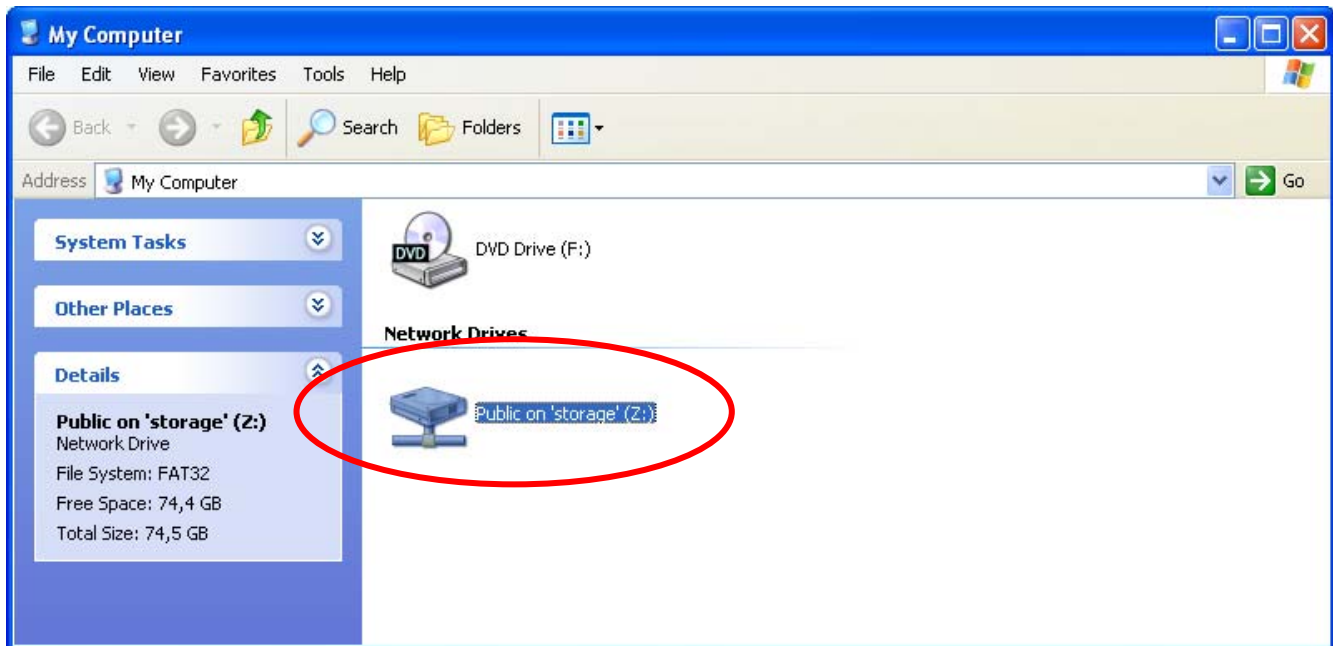 My Computer
File Edit View Favorites Tools Help
Back Search Folders
Address My Computer Go
System Tasks
Other Places
Details
Public on 'storage' (Z:)
Network Drive
File System: FAT32
Free Space: 74,4 GB
Total Size: 74,5 GB
DVD
DVD Drive (F:)
Network Drives
Public on 'storage' (Z:)